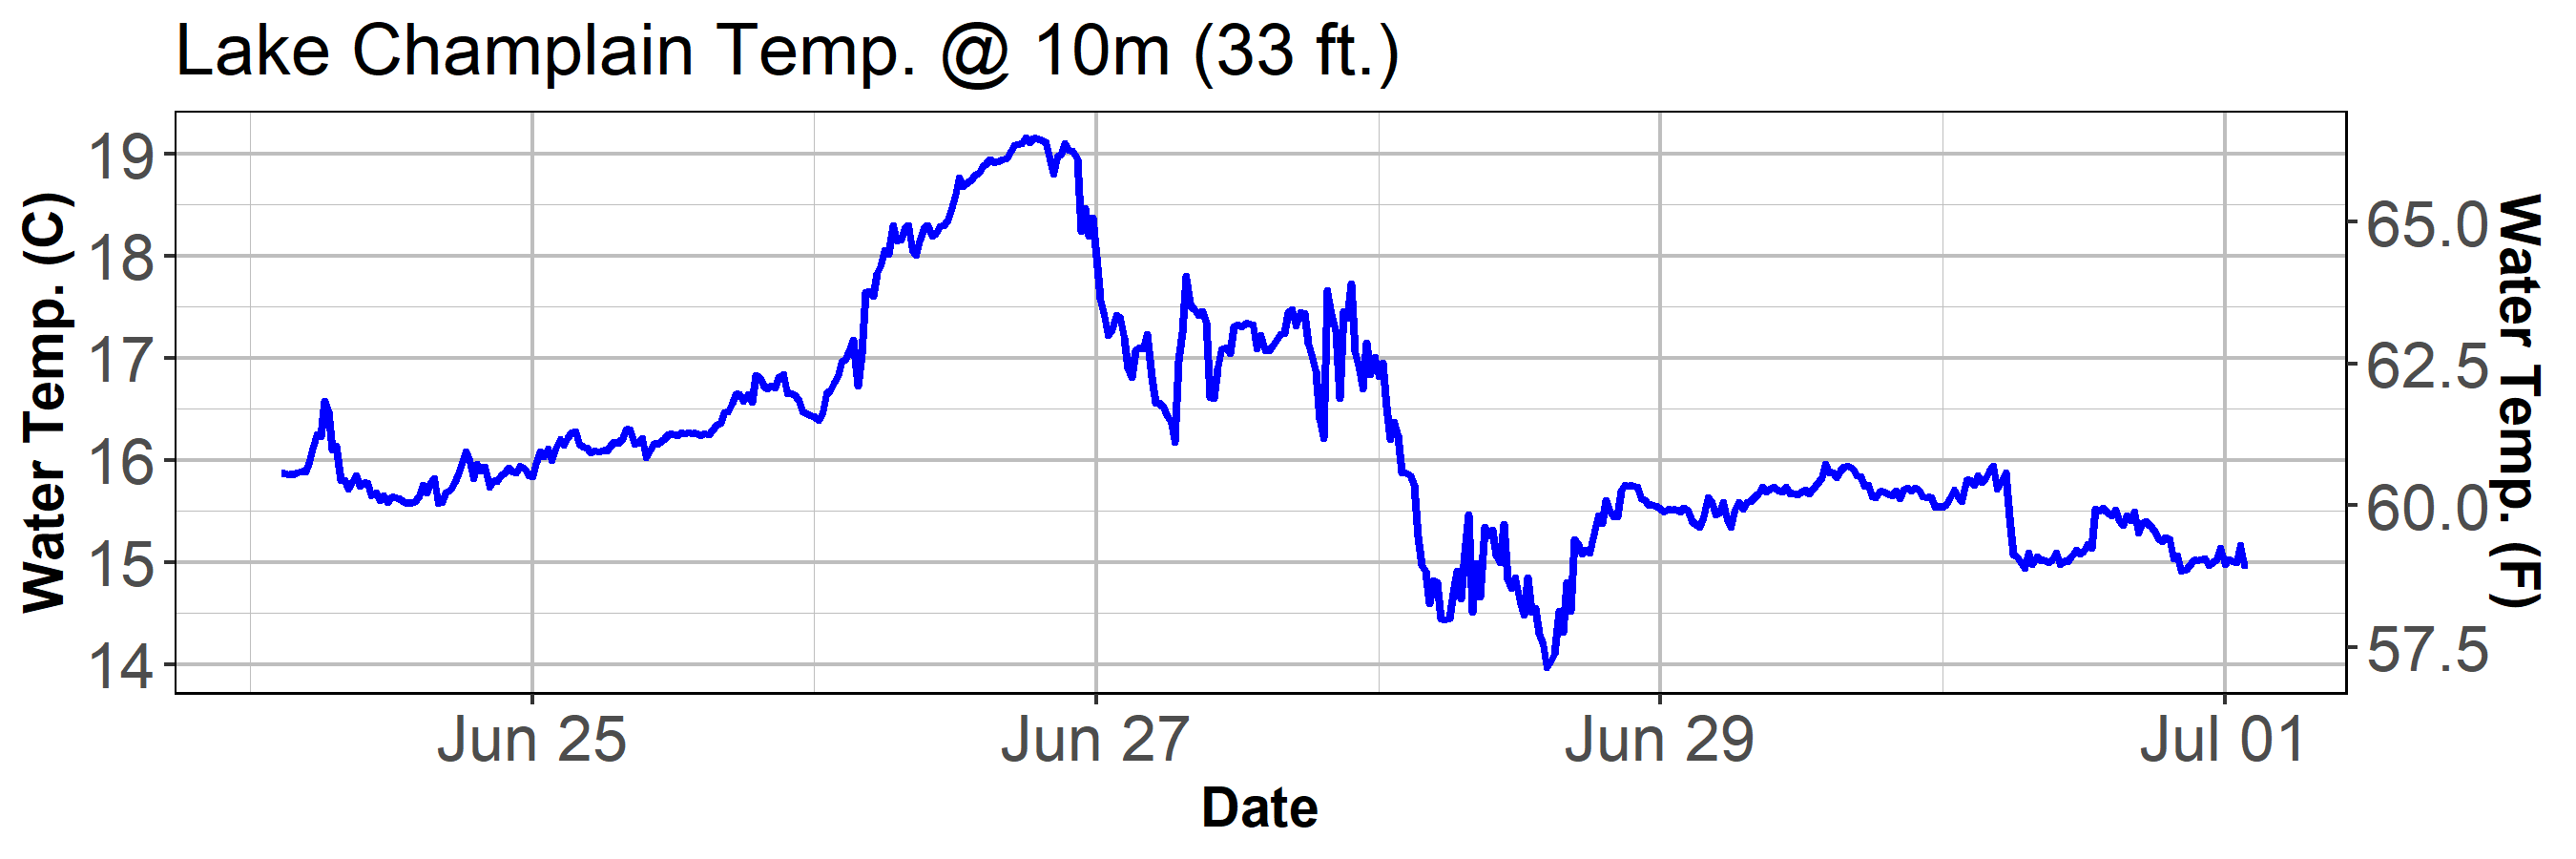 Lake Champlain Temp. @ 10m (33 ft.)
Water Temp. (C)
19
18
17
16
15
14
65.0
62.5
60.0
57.5
Water Temp. (F)
Jun 25
Jun 27
Jun 29
Jul 01
Date